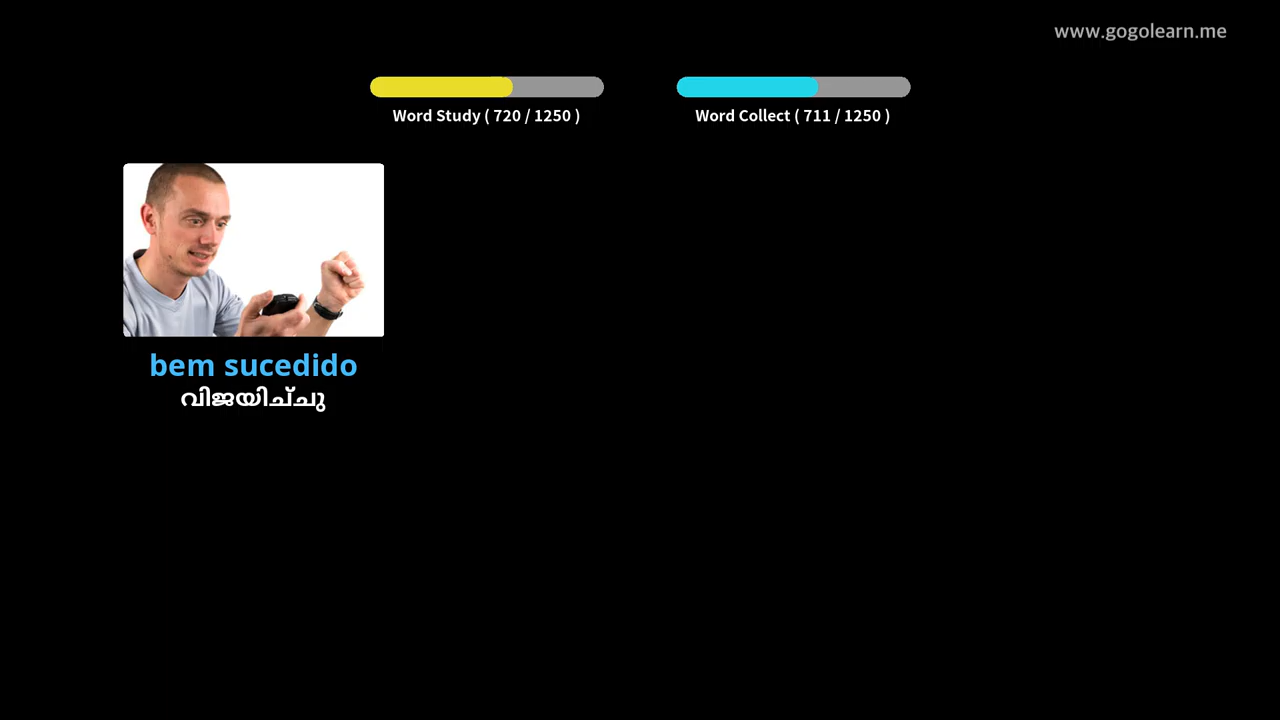 www.gogolearn.me
Word Study ( 720 / 1250 )
Word Collect ( 711 / 1250 )
bem sucedido
വിജയിച്ചു